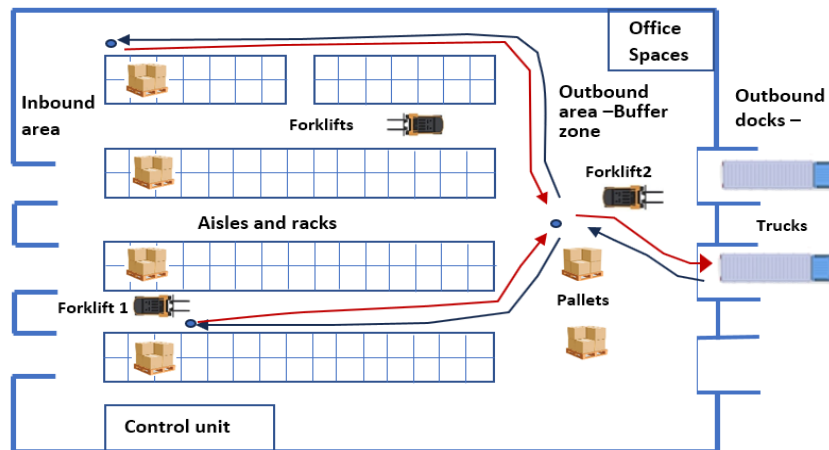 Office
Spaces
Inbound
area
Outbound
area –Buffer
zone
Outbound
docks –
Forklifts
Forklift2
Aisles and racks
Trucks
Forklift 1
Pallets
Control unit